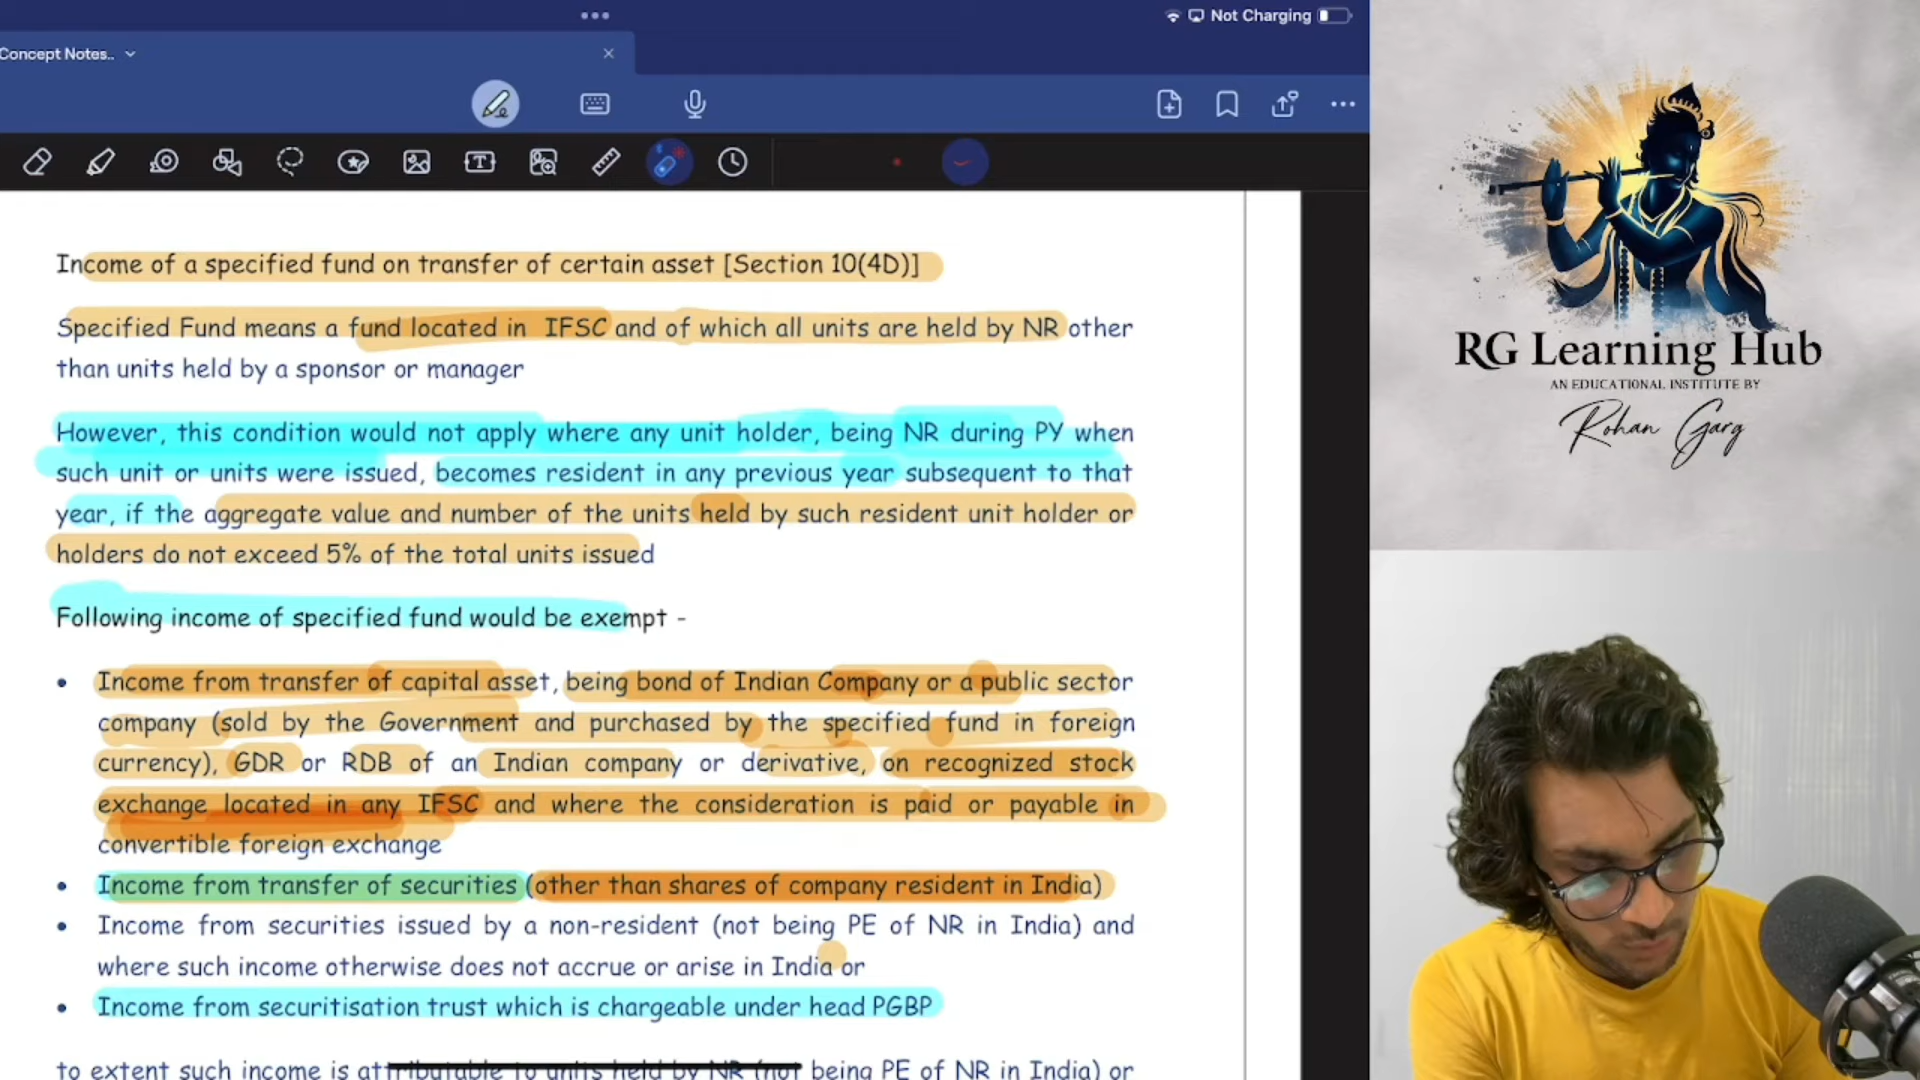 Not Charging
Concept Notes..
Income of a specified fund on transfer of certain asset [Section 10(4D)]
Specified Fund means a fund located in IFSC and of which all units are held by NR other
than units held by a sponsor or manager
However, this condition would not apply where any unit holder, being NR during PY when
such unit or units were issued, becomes resident in any previous year subsequent to that
year, if the aggregate value and number of the units held by such resident unit holder or
holders do not exceed 5% of the total units issued
Following income of specified fund would be exempt -
• Income from transfer of capital asset, being bond of Indian Company or a public sector
company (sold by the Government and purchased by the specified fund in foreign
currency), GDR or RDB of an Indian company or derivative, on recognized stock
exchange located in any IFSC and where the consideration is paid or payable in
convertible foreign exchange
• Income from transfer of securities (other than shares of company resident in India)
• Income from securities issued by a non-resident (not being PE of NR in India) and
where such income otherwise does not accrue or arise in India or
• Income from securitisation trust which is chargeable under head PGBP
to extent such income is attributable to units held by NR (not being PE of NR in India) or
RG Learning Hub
AN EDUCATIONAL INSTITUTE BY
Rohan Garg